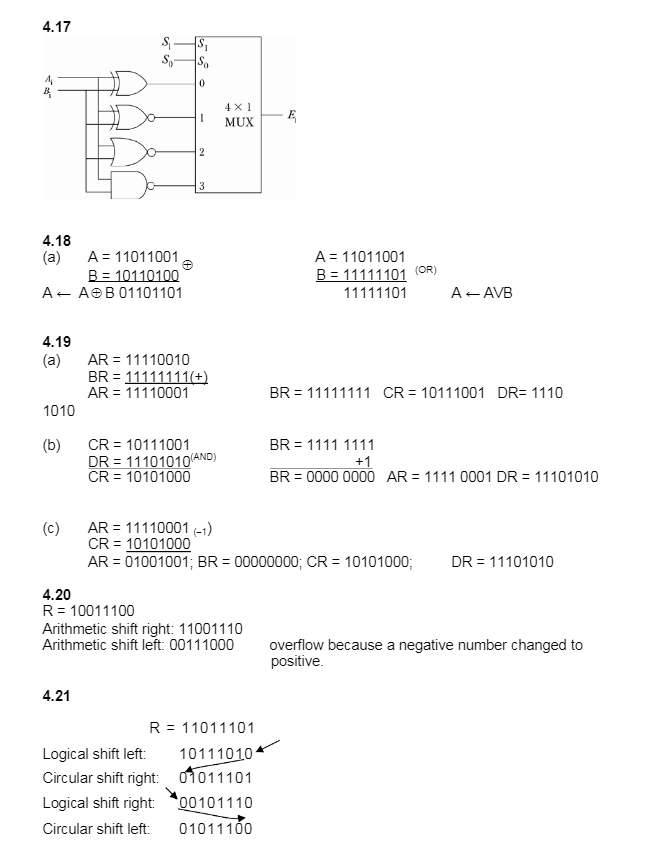 4.17
S₁ S₁
S₀ S₀
Aᵢ 0
Bᵢ
4 × 1
1 MUX Eᵢ
2
3
4.18
(a) A = 11011001 ⊕ A = 11011001
B = 10110100 B = 11111101 (OR)
A ← A⊕B 01101101 11111101 A ← AVB
4.19
(a) AR = 11110010
BR = 11111111(+)
AR = 11110001 BR = 11111111 CR = 10111001 DR= 1110
1010
(b) CR = 10111001 BR = 1111 1111
DR = 11101010(AND) +1
CR = 10101000 BR = 0000 0000 AR = 1111 0001 DR = 11101010
(c) AR = 11110001 (–1)
CR = 10101000
AR = 01001001; BR = 00000000; CR = 10101000; DR = 11101010
4.20
R = 10011100
Arithmetic shift right: 11001110
Arithmetic shift left: 00111000 overflow because a negative number changed to
positive.
4.21
R = 11011101
Logical shift left: 10111010
Circular shift right: 01011101
Logical shift right: 00101110
Circular shift left: 01011100